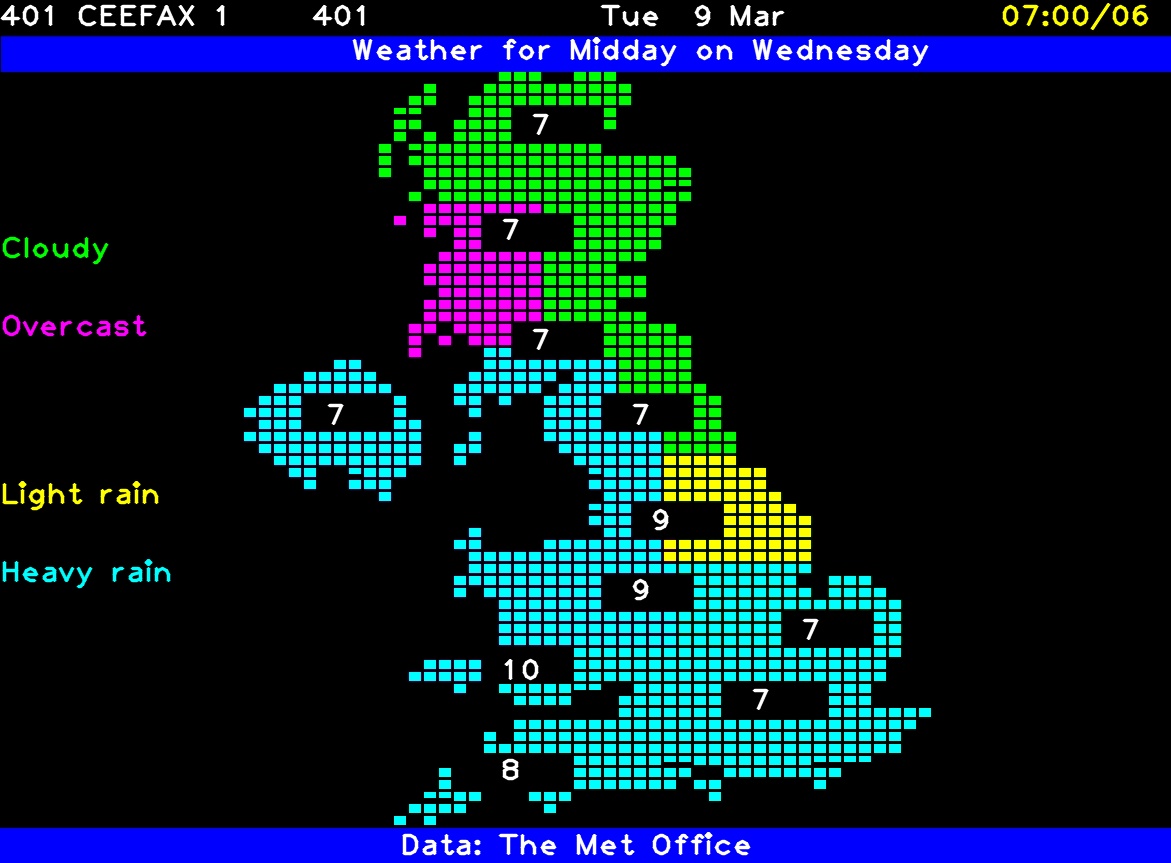 401 CEEFAX 1 401 Tue 9 Mar 07:00/06
Weather for Midday on Wednesday
7
7
Cloudy
Overcast
7
7
7
Light rain
9
Heavy rain
9
7
10
7
8
Data: The Met Office